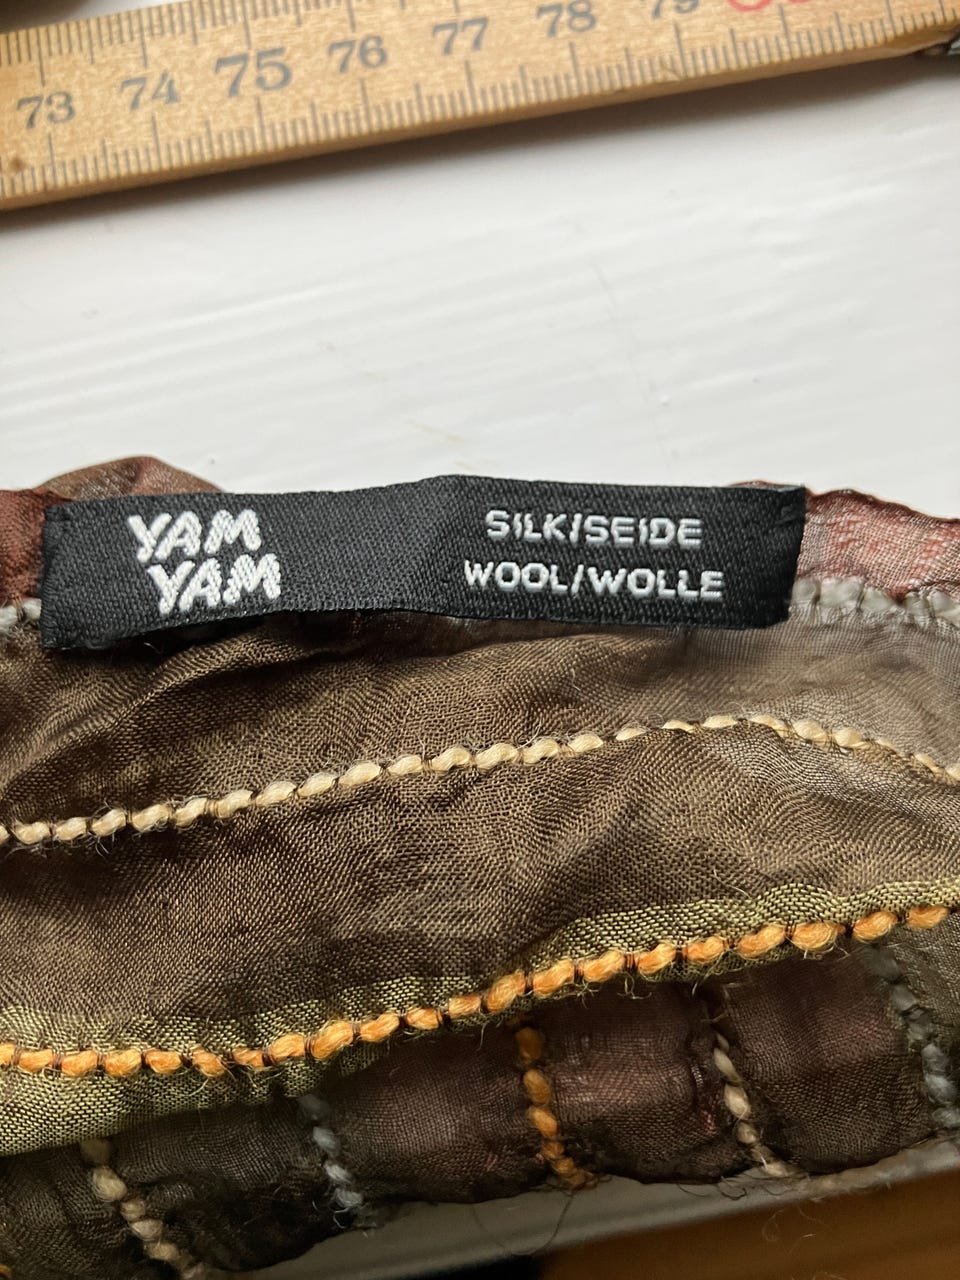 73 74 75 76 77 78 79
YAM
YAM
SILK/SEIDE
WOOL/WOLLE